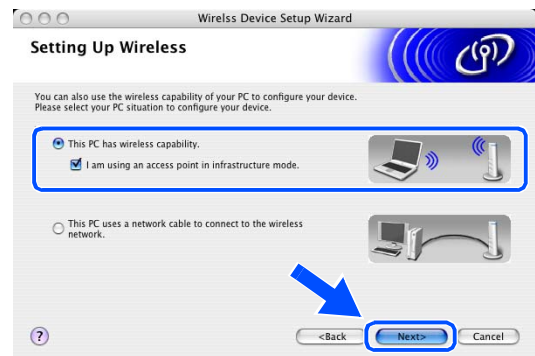 Wirelss Device Setup Wizard
Setting Up Wireless
You can also use the wireless capability of your PC to configure your device.
Please select your PC situation to configure your device.
This PC has wireless capability.
I am using an access point in infrastructure mode.
This PC uses a network cable to connect to the wireless
network.
?
<Back
Next>
Cancel